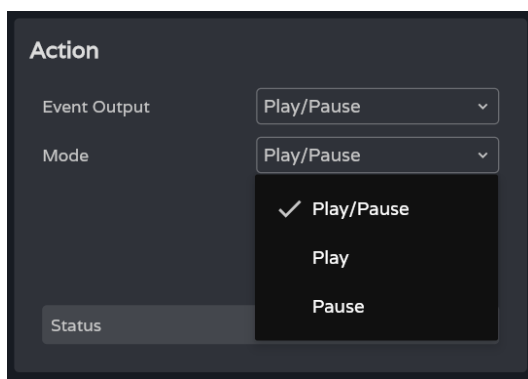 Action
Event Output Play/Pause
Mode Play/Pause
Play/Pause
Play
Pause
Status